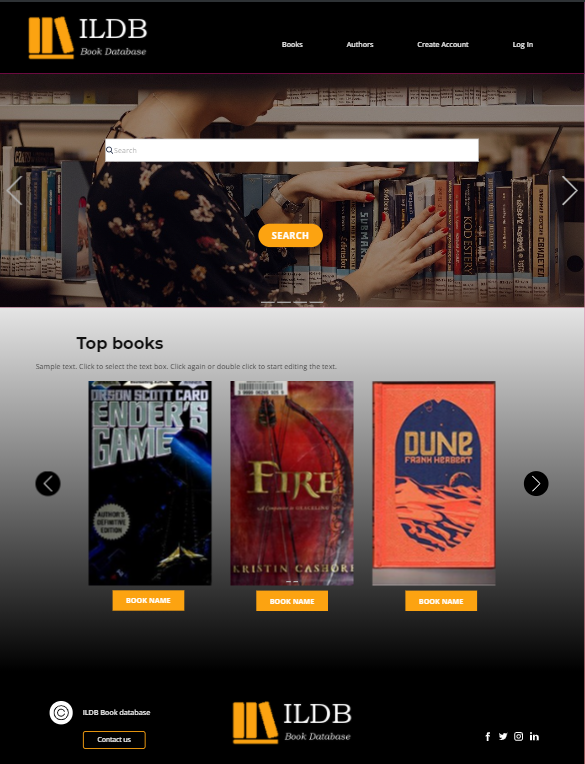 ILDB
Book Database
Books Authors Create Account Log In
Search
SEARCH
KOD ESTERY
Top books
Sample text. Click to select the text box. Click again or double click to start editing the text.
ORSON SCOTT CARD
ENDER'S
GAME
AUTHOR'S
DEFINITIVE
EDITION
FIRE
KRISTIN CASHORE
DUNE
FRANK HERBERT
BOOK NAME BOOK NAME BOOK NAME
© ILDB Book database
Contact us
ILDB
Book Database